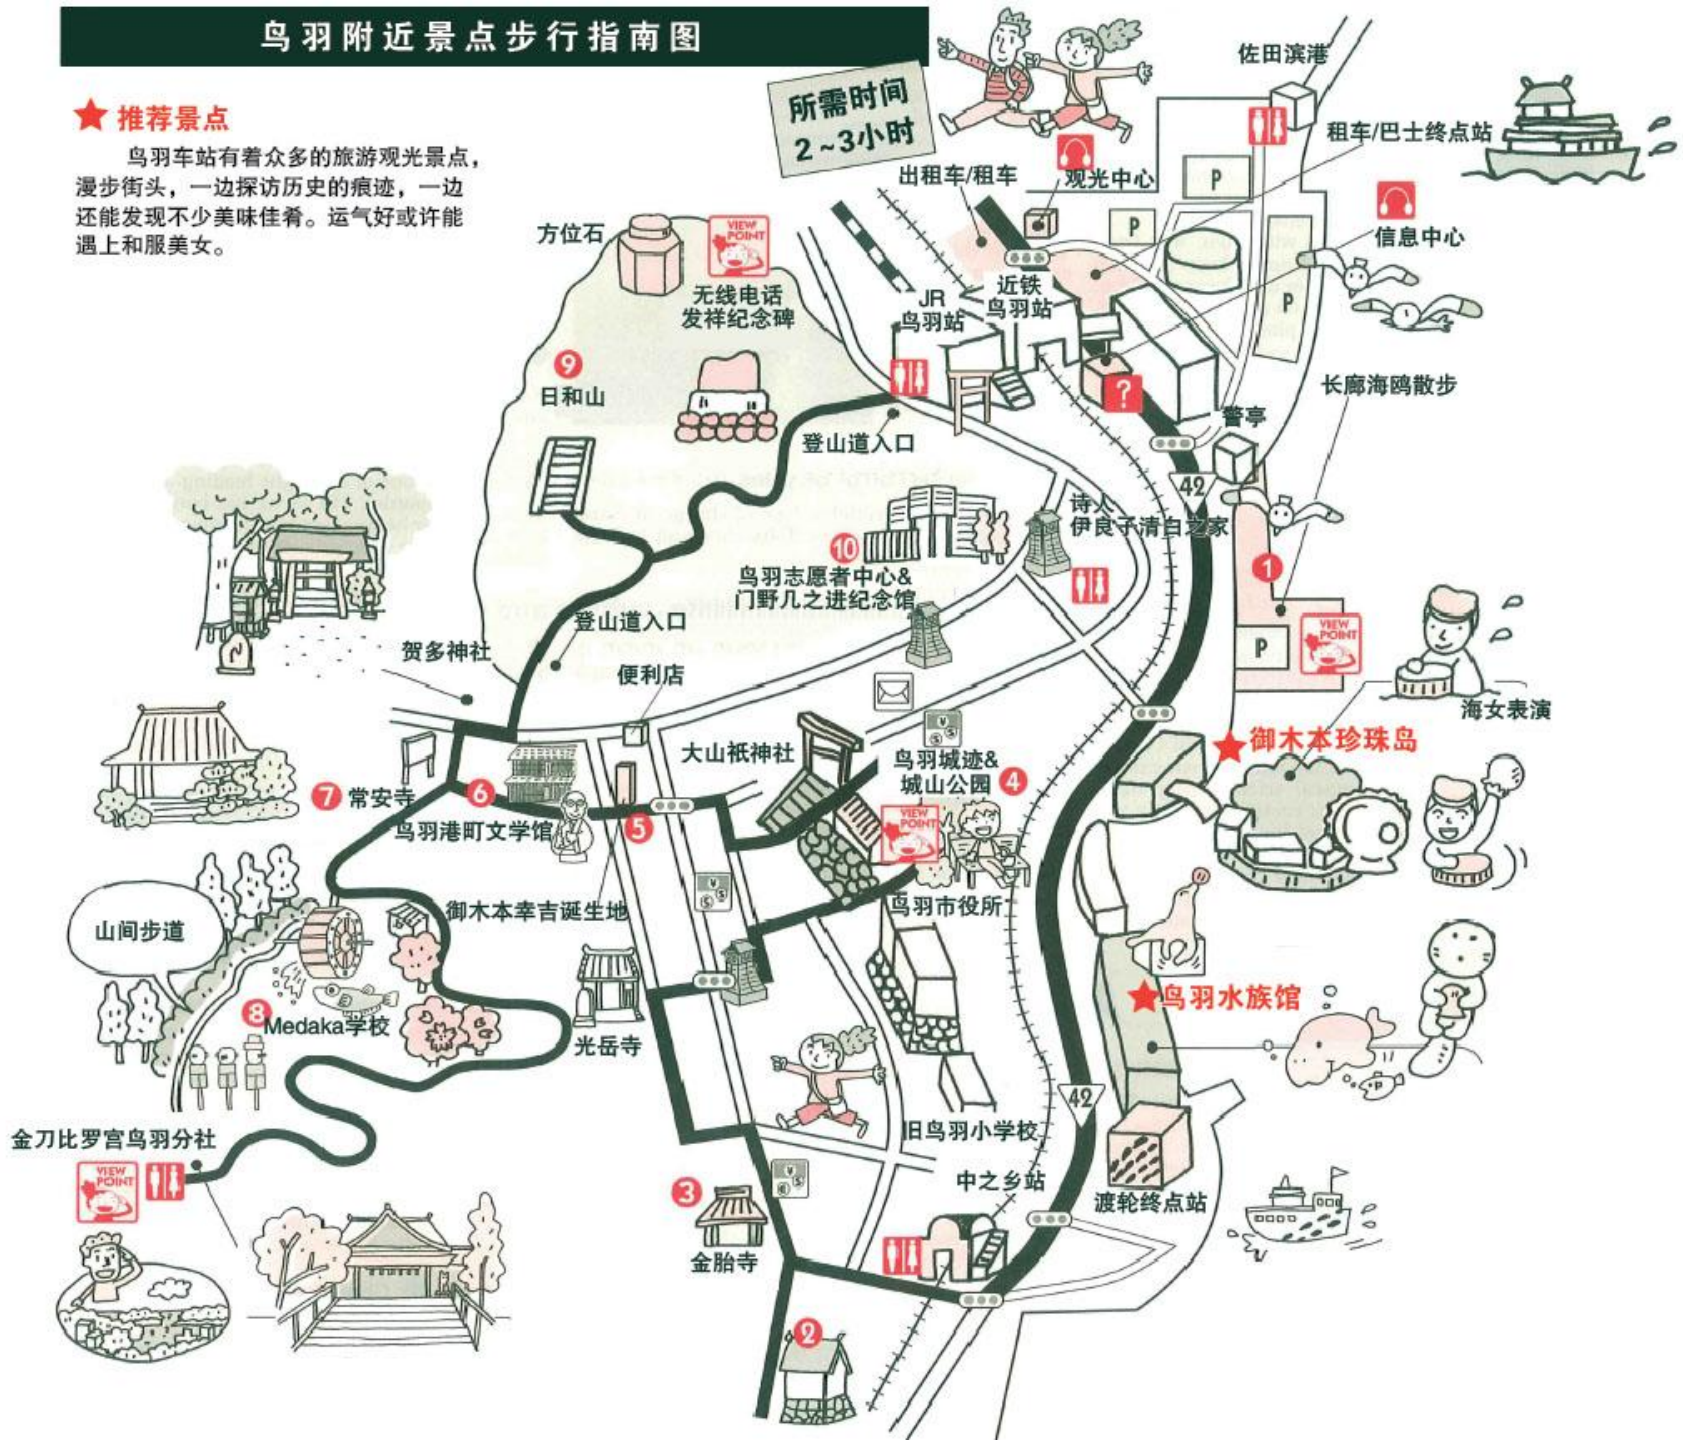 鸟羽附近景点步行指南图
所需时间
2～3小时
★ 推荐景点
鸟羽车站有着众多的旅游观光景点，
漫步街头，一边探访历史的痕迹，一边
还能发现不少美味佳肴。运气好或许能
遇上和服美女。
佐田滨港
租车/巴士终点站
出租车/租车
观光中心
P
P
信息中心
P
方位石
VIEW
POINT
无线电话
发祥纪念碑
JR
鸟羽站
近铁
鸟羽站
?
9
日和山
登山道入口
长廊海鸥散步
警亭
42
诗人
伊良子清白之家
10
鸟羽志愿者中心&
门野几之进纪念馆
1
P
VIEW
POINT
登山道入口
贺多神社
便利店
海女表演
大山祇神社
鸟羽城迹&
城山公园
4
御木本珍珠岛
7
常安寺
6
鸟羽港町文学馆
5
VIEW
POINT
鸟羽市役所
御木本幸吉诞生地
山间步道
8
Medaka学校
光岳寺
鸟羽水族馆
42
旧鸟羽小学校
金刀比罗宫鸟羽分社
VIEW
POINT
中之乡站
渡轮终点站
3
金胎寺
2